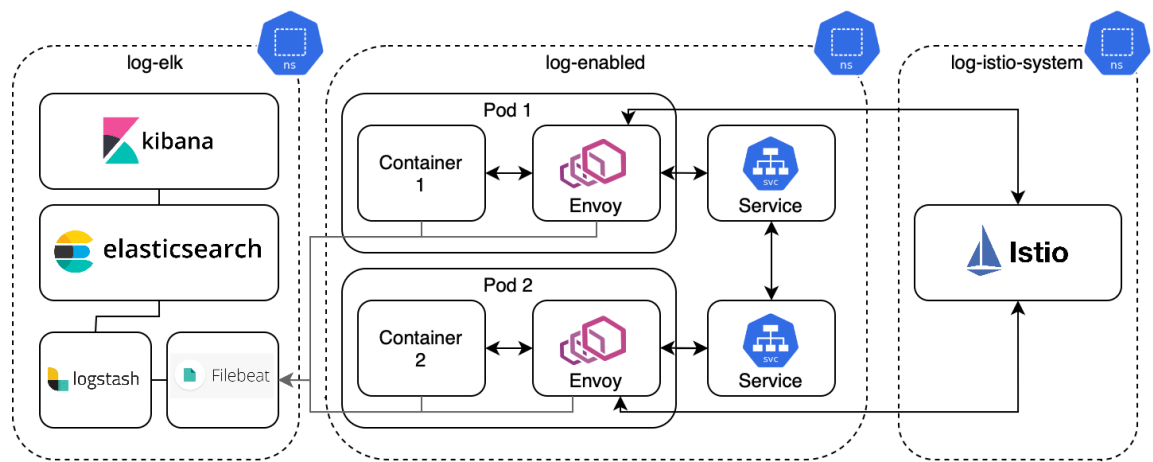 log-elk
ns
kibana
elasticsearch
logstash
Filebeat
log-enabled
ns
Pod 1
Container
1
Envoy
svc
Service
Pod 2
Container
2
Envoy
svc
Service
log-istio-system
ns
Istio